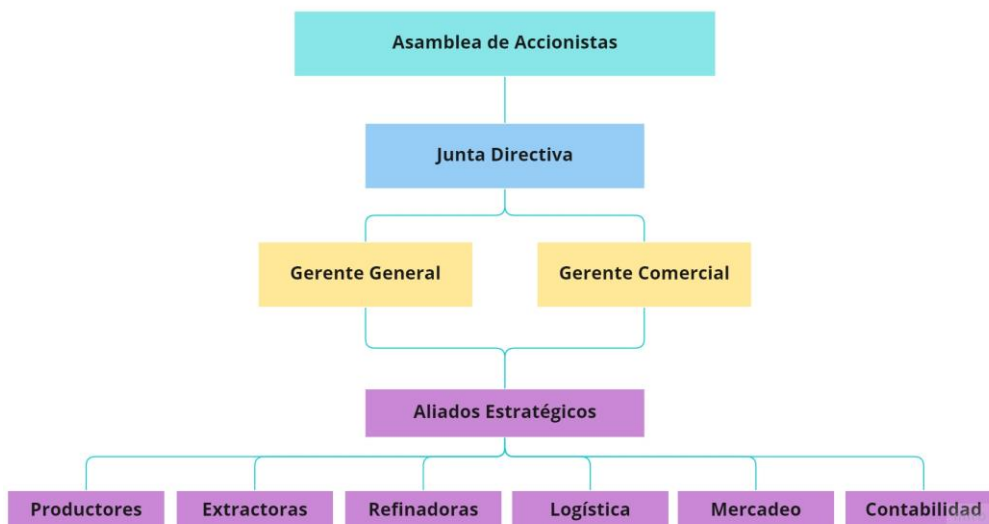 Asamblea de Accionistas
Junta Directiva
Gerente General
Gerente Comercial
Aliados Estratégicos
Productores
Extractoras
Refinadoras
Logística
Mercadeo
Contabilidad